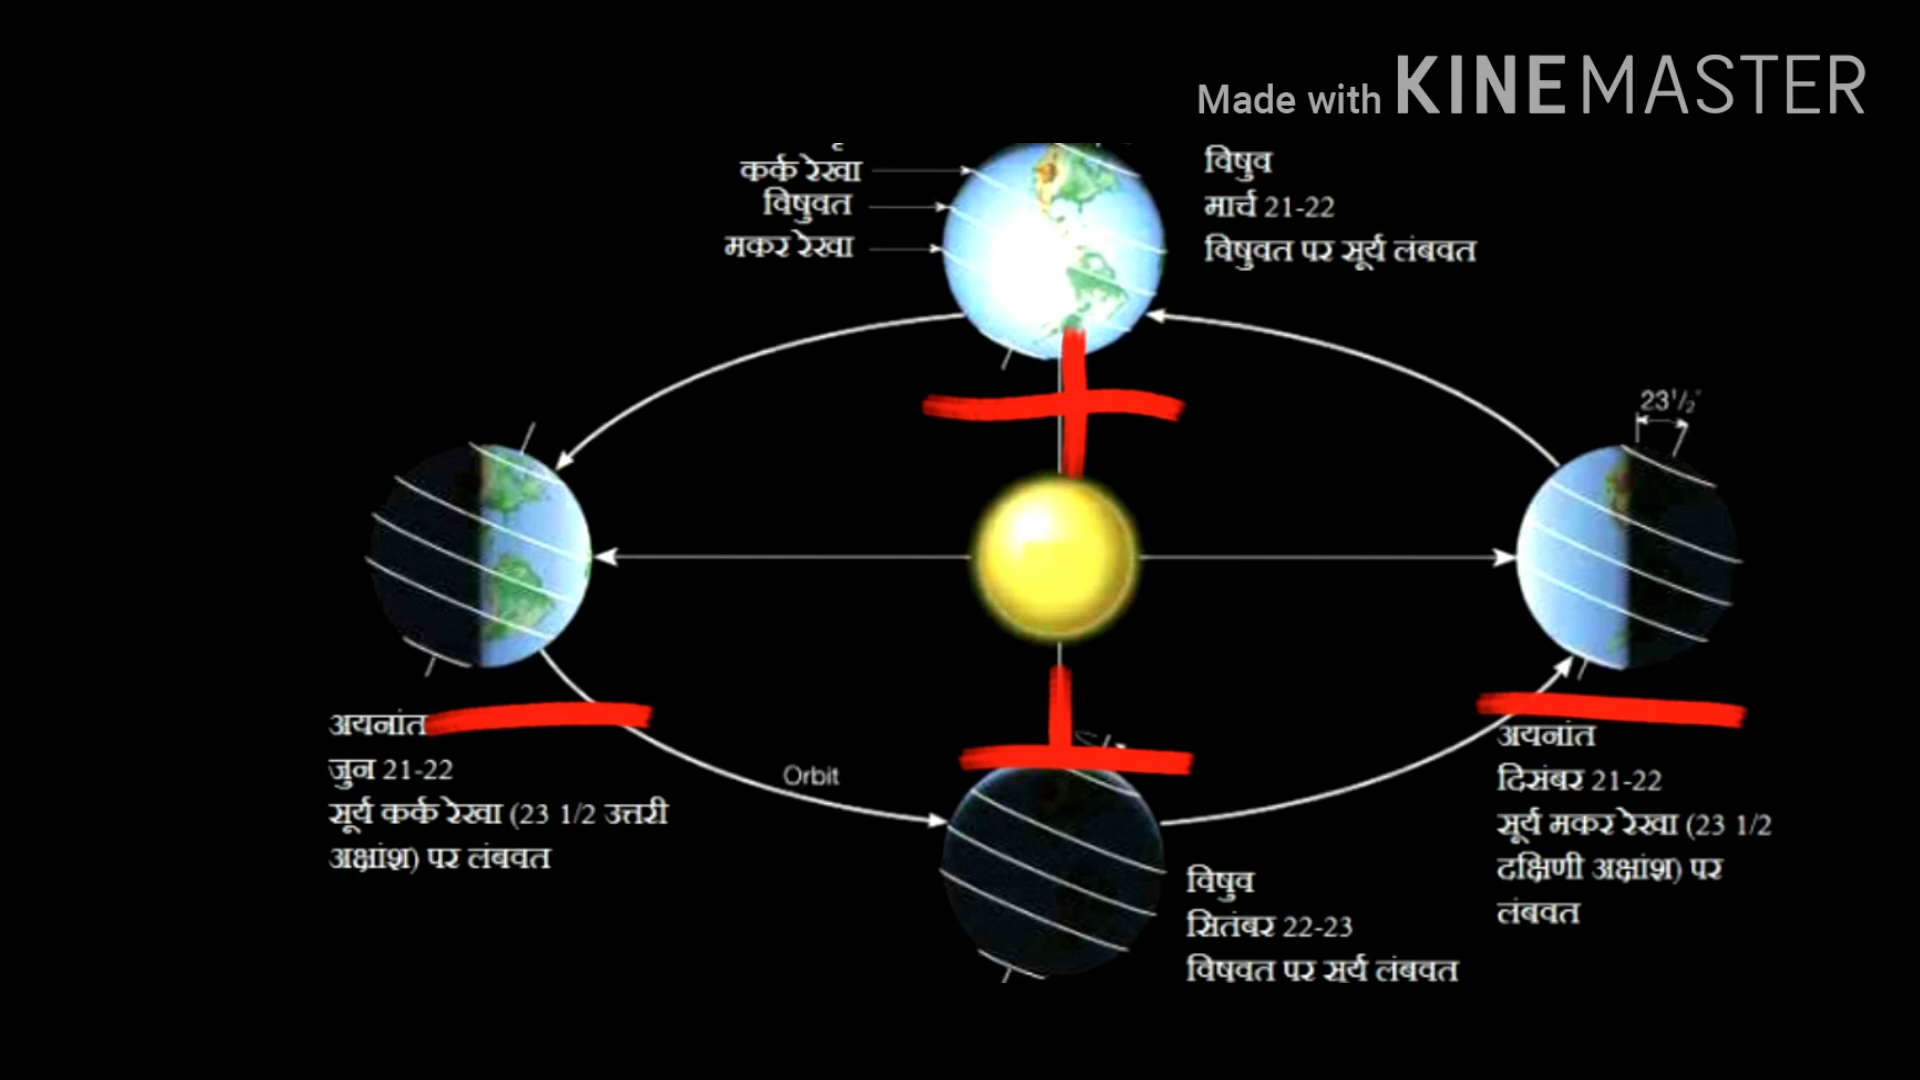 Made with KINEMASTER
कर्क रेखा
विषुवत
मकर रेखा
विषुव
मार्च 21-22
विषुवत पर सूर्य लंबवत
23 1/2°
अयनांत
जुन 21-22
सूर्य कर्क रेखा (23 1/2 उत्तरी
अक्षांश) पर लंबवत
Orbit
विषुव
सितंबर 22-23
विषवत पर सर्य लंबवत
अयनांत
दिसंबर 21-22
सूर्य मकर रेखा (23 1/2
दक्षिणी अक्षांश) पर
लंबवत